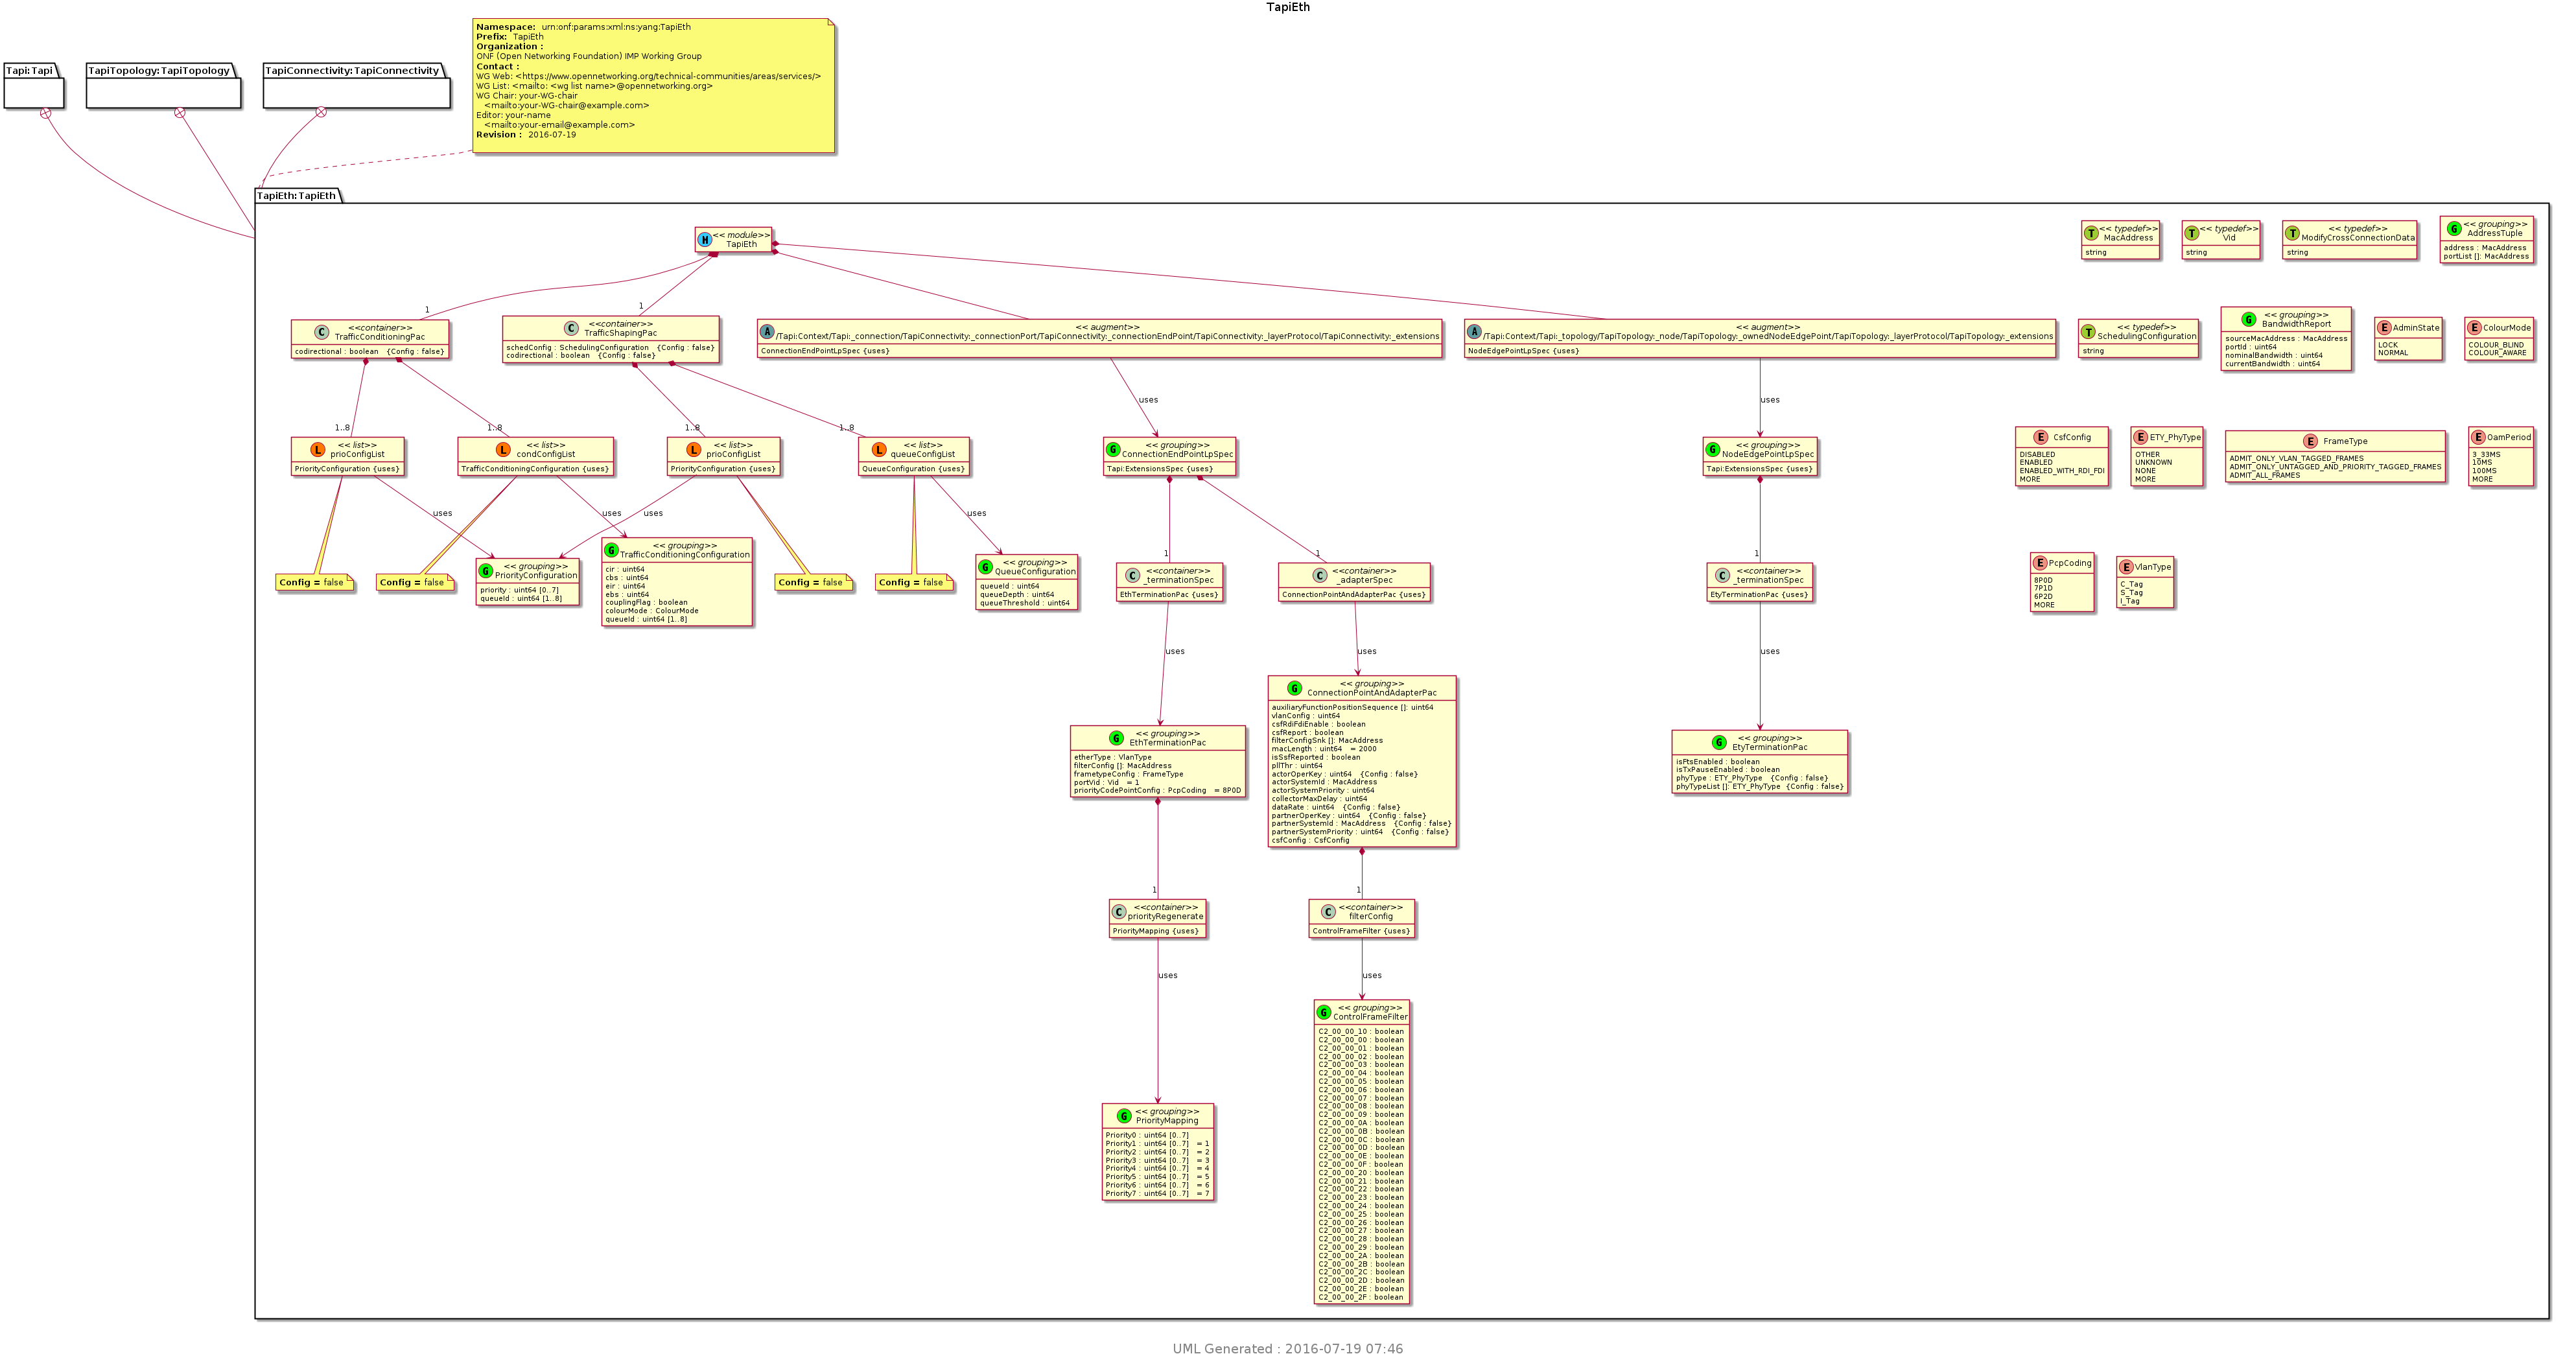 TapiEth
Tapi:Tapi
TapiTopology:TapiTopology
TapiConnectivity:TapiConnectivity
Namespace: urn:onf:params:xml:ns:yang:TapiEth
Prefix: TapiEth
Organization :
ONF (Open Networking Foundation) IMP Working Group
Contact :
WG Web: <https://www.opennetworking.org/technical-communities/areas/services/>
WG List: <mailto: <wg list name>@opennetworking.org>
WG Chair: your-WG-chair
<mailto:your-WG-chair@example.com>
Editor: your-name
<mailto:your-email@example.com>
Revision : 2016-07-19
TapiEth:TapiEth
M
<< module>>
TapiEth
T
<< typedef>>
MacAddress
string
T
<< typedef>>
Vid
string
T
<< typedef>>
ModifyCrossConnectionData
string
G
<< grouping>>
AddressTuple
address : MacAddress
portList []: MacAddress
1
1
C
<<container>>
TrafficConditioningPac
codirectional : boolean {Config : false}
C
<<container>>
TrafficShapingPac
schedConfig : SchedulingConfiguration {Config : false}
codirectional : boolean {Config : false}
A
<< augment>>
/Tapi:Context/Tapi:_connection/TapiConnectivity:_connectionPort/TapiConnectivity:_connectionEndPoint/TapiConnectivity:_layerProtocol/TapiConnectivity:_extensions
ConnectionEndPointLpSpec {uses}
A
<< augment>>
/Tapi:Context/Tapi:_topology/TapiTopology:_node/TapiTopology:_ownedNodeEdgePoint/TapiTopology:_layerProtocol/TapiTopology:_extensions
NodeEdgePointLpSpec {uses}
T
<< typedef>>
SchedulingConfiguration
string
G
<< grouping>>
BandwidthReport
sourceMacAddress : MacAddress
portId : uint64
nominalBandwidth : uint64
currentBandwidth : uint64
E
AdminState
LOCK
NORMAL
E
ColourMode
COLOUR_BLIND
COLOUR_AWARE
uses
uses
1..8
1..8
1..8
1..8
L
<< list>>
prioConfigList
PriorityConfiguration {uses}
L
<< list>>
condConfigList
TrafficConditioningConfiguration {uses}
L
<< list>>
prioConfigList
PriorityConfiguration {uses}
L
<< list>>
queueConfigList
QueueConfiguration {uses}
G
<< grouping>>
ConnectionEndPointLpSpec
Tapi:ExtensionsSpec {uses}
G
<< grouping>>
NodeEdgePointLpSpec
Tapi:ExtensionsSpec {uses}
E
CsfConfig
DISABLED
ENABLED
ENABLED_WITH_RDI_FDI
MORE
E
ETY_PhyType
OTHER
UNKNOWN
NONE
MORE
E
FrameType
ADMIT_ONLY_VLAN_TAGGED_FRAMES
ADMIT_ONLY_UNTAGGED_AND_PRIORITY_TAGGED_FRAMES
ADMIT_ALL_FRAMES
E
OamPeriod
3_33MS
10MS
100MS
MORE
uses
uses
uses
uses
1
1
1
Config = false
Config = false
G
<< grouping>>
PriorityConfiguration
priority : uint64 [0..7]
queueId : uint64 [1..8]
G
<< grouping>>
TrafficConditioningConfiguration
cir : uint64
cbs : uint64
eir : uint64
ebs : uint64
couplingFlag : boolean
colourMode : ColourMode
queueId : uint64 [1..8]
Config = false
Config = false
G
<< grouping>>
QueueConfiguration
queueId : uint64
queueDepth : uint64
queueThreshold : uint64
C
<<container>>
_terminationSpec
EthTerminationPac {uses}
C
<<container>>
_adapterSpec
ConnectionPointAndAdapterPac {uses}
C
<<container>>
_terminationSpec
EtyTerminationPac {uses}
E
PcpCoding
8P0D
7P1D
6P2D
MORE
E
VlanType
C_Tag
S_Tag
I_Tag
uses
uses
uses
G
<< grouping>>
EthTerminationPac
etherType : VlanType
filterConfig []: MacAddress
frametypeConfig : FrameType
portVid : Vid = 1
priorityCodePointConfig : PcpCoding = 8P0D
G
<< grouping>>
ConnectionPointAndAdapterPac
auxiliaryFunctionPositionSequence []: uint64
vlanConfig : uint64
csfRdiFdiEnable : boolean
csfReport : boolean
filterConfigSnk []: MacAddress
macLength : uint64 = 2000
isSsfReported : boolean
pllThr : uint64
actorOperKey : uint64 {Config : false}
actorSystemId : MacAddress
actorSystemPriority : uint64
collectorMaxDelay : uint64
dataRate : uint64 {Config : false}
partnerOperKey : uint64 {Config : false}
partnerSystemId : MacAddress {Config : false}
partnerSystemPriority : uint64 {Config : false}
csfConfig : CsfConfig
G
<< grouping>>
EtyTerminationPac
isFtsEnabled : boolean
isTxPauseEnabled : boolean
phyType : ETY_PhyType {Config : false}
phyTypeList []: ETY_PhyType {Config : false}
1
1
C
<<container>>
priorityRegenerate
PriorityMapping {uses}
C
<<container>>
filterConfig
ControlFrameFilter {uses}
uses
uses
G
<< grouping>>
PriorityMapping
Priority0 : uint64 [0..7]
Priority1 : uint64 [0..7] = 1
Priority2 : uint64 [0..7] = 2
Priority3 : uint64 [0..7] = 3
Priority4 : uint64 [0..7] = 4
Priority5 : uint64 [0..7] = 5
Priority6 : uint64 [0..7] = 6
Priority7 : uint64 [0..7] = 7
G
<< grouping>>
ControlFrameFilter
C2_00_00_10 : boolean
C2_00_00_00 : boolean
C2_00_00_01 : boolean
C2_00_00_02 : boolean
C2_00_00_03 : boolean
C2_00_00_04 : boolean
C2_00_00_05 : boolean
C2_00_00_06 : boolean
C2_00_00_07 : boolean
C2_00_00_08 : boolean
C2_00_00_09 : boolean
C2_00_00_0A : boolean
C2_00_00_0B : boolean
C2_00_00_0C : boolean
C2_00_00_0D : boolean
C2_00_00_0E : boolean
C2_00_00_0F : boolean
C2_00_00_20 : boolean
C2_00_00_21 : boolean
C2_00_00_22 : boolean
C2_00_00_23 : boolean
C2_00_00_24 : boolean
C2_00_00_25 : boolean
C2_00_00_26 : boolean
C2_00_00_27 : boolean
C2_00_00_28 : boolean
C2_00_00_29 : boolean
C2_00_00_2A : boolean
C2_00_00_2B : boolean
C2_00_00_2C : boolean
C2_00_00_2D : boolean
C2_00_00_2E : boolean
C2_00_00_2F : boolean
UML Generated : 2016-07-19 07:46